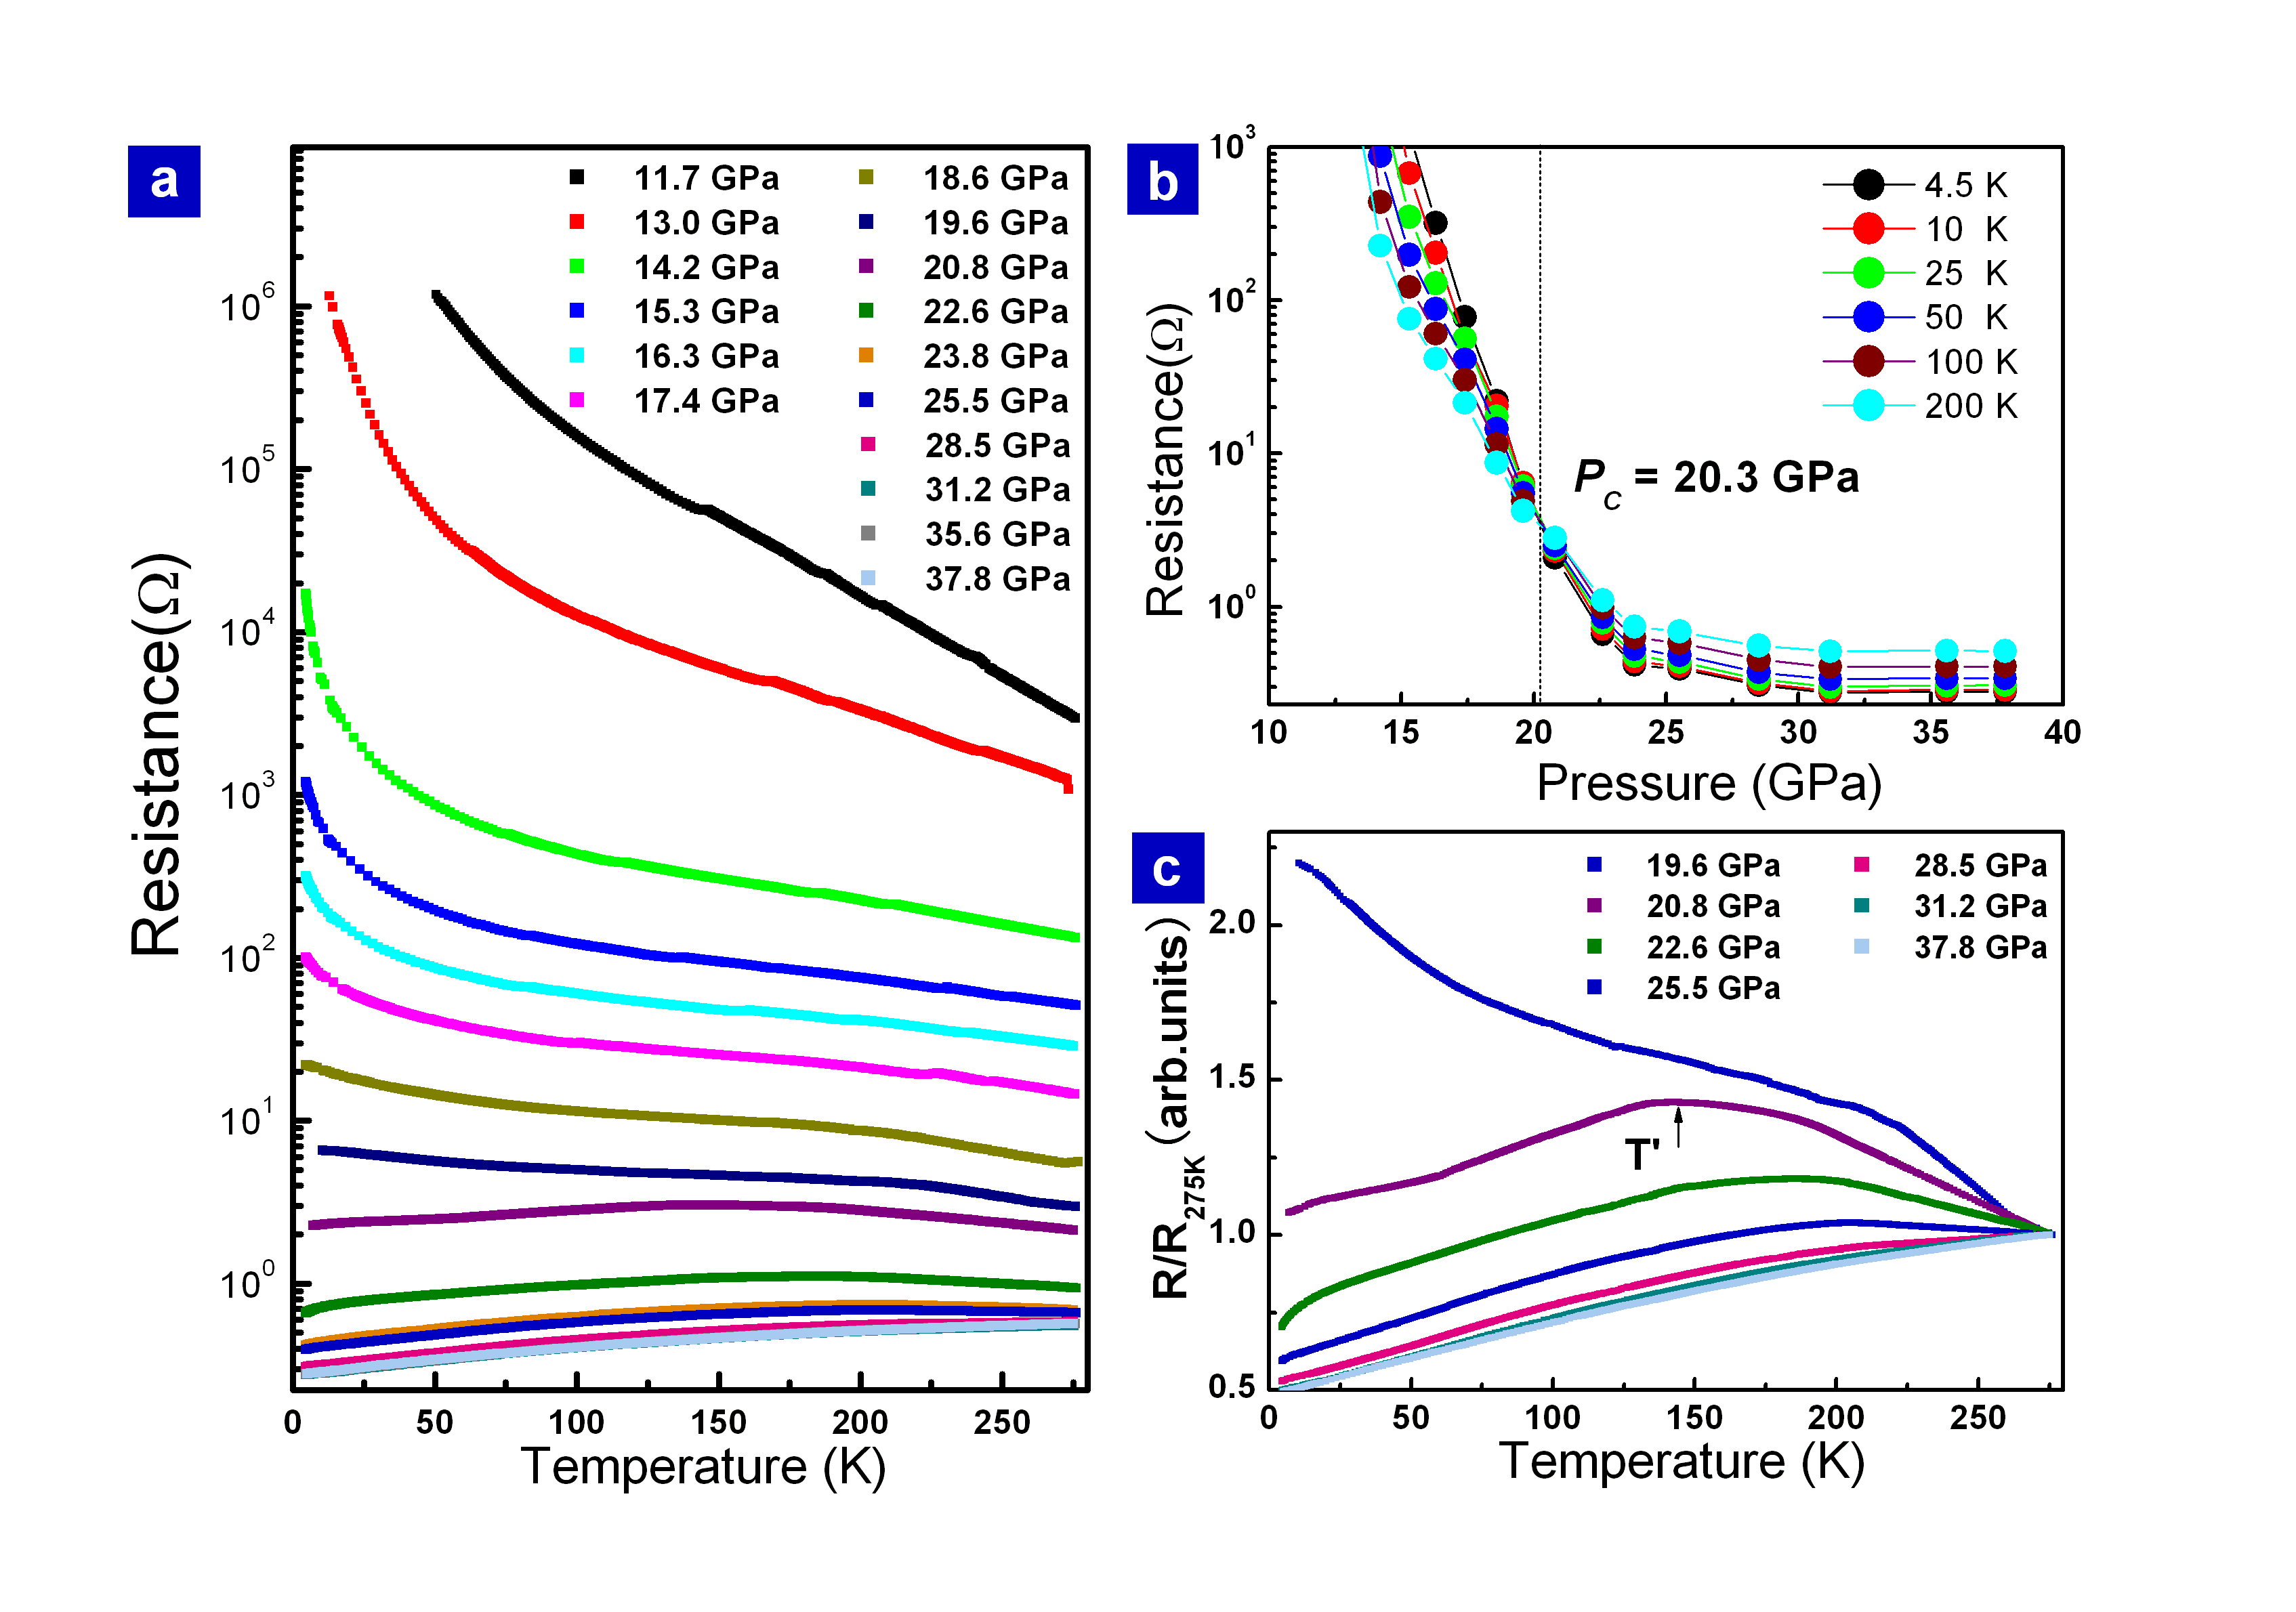 a
11.7 GPa
13.0 GPa
14.2 GPa
15.3 GPa
16.3 GPa
17.4 GPa
18.6 GPa
19.6 GPa
20.8 GPa
22.6 GPa
23.8 GPa
25.5 GPa
28.5 GPa
31.2 GPa
35.6 GPa
37.8 GPa
Resistance(Ω)
10^6
10^5
10^4
10^3
10^2
10^1
10^0
0 50 100 150 200 250
Temperature (K)
b
4.5 K
10 K
25 K
50 K
100 K
200 K
P_C = 20.3 GPa
Resistance(Ω)
10^3
10^2
10^1
10^0
10 15 20 25 30 35 40
Pressure (GPa)
c
19.6 GPa
20.8 GPa
22.6 GPa
25.5 GPa
28.5 GPa
31.2 GPa
37.8 GPa
T'
R/R_275K (arb.units)
2.0
1.5
1.0
0.5
0 50 100 150 200 250
Temperature (K)